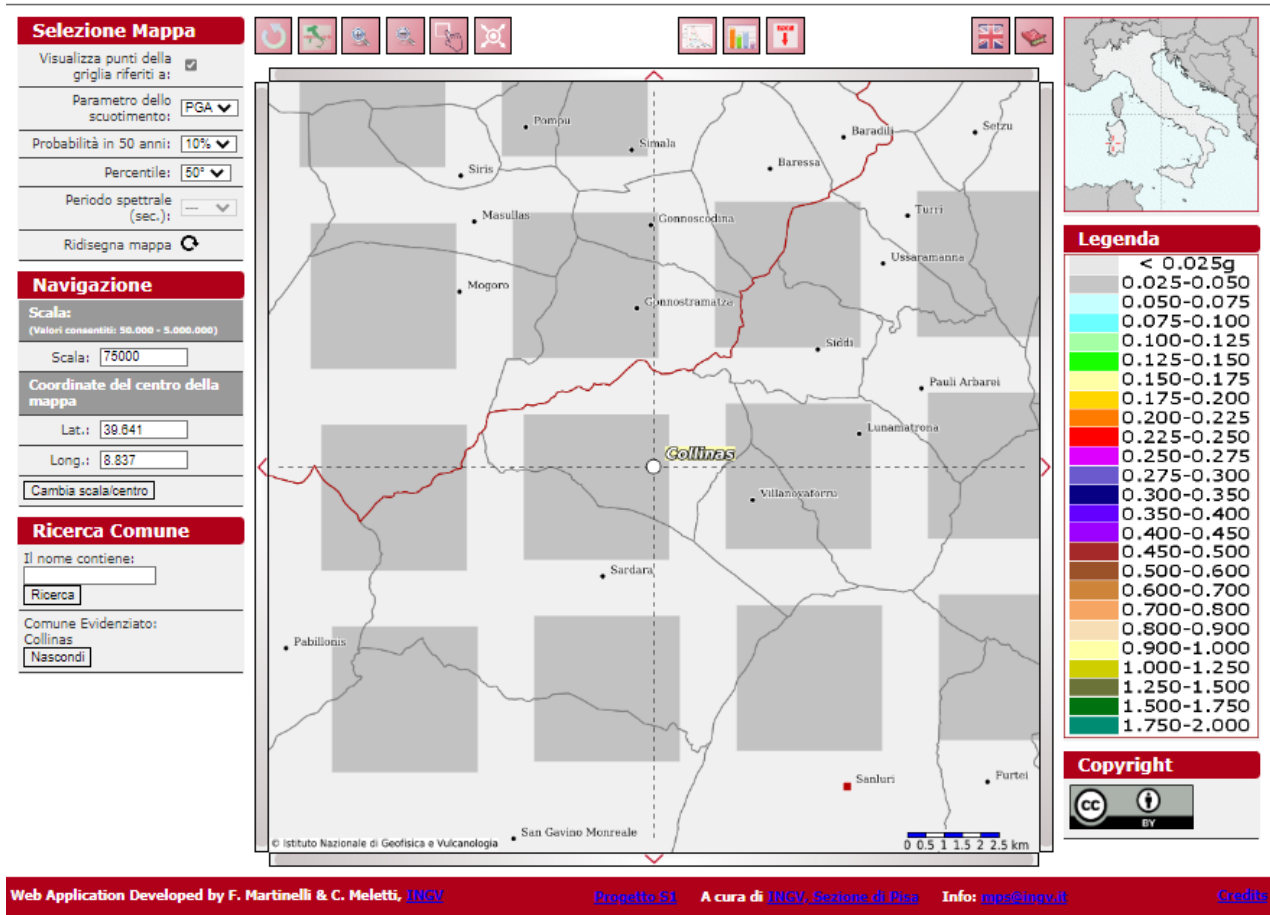 Selezione Mappa
Visualizza punti della
griglia riferiti a:
Parametro dello
scuotimento: PGA
Probabilità in 50 anni: 10%
Percentile: 50°
Periodo spettrale
(sec.): ---
Ridisegna mappa
Navigazione
Scala:
(Valori consentiti: 50.000 - 5.000.000)
Scala: 75000
Coordinate del centro della
mappa
Lat.: 39.641
Long.: 8.837
Cambia scala/centro
Ricerca Comune
Il nome contiene:
Ricerca
Comune Evidenziato:
Collinas
Nascondi
Pompu
Simala
Baradili
Setzu
Siris
Baressa
Masullas
Gonnoscodina
Turri
Ussaramanna
Mogoro
Gonnostramatza
Siddi
Pauli Arbarei
Lunamatrona
Collinas
Villanovaforru
Sardara
Pabillonis
Sanluri
Furtei
San Gavino Monreale
© Istituto Nazionale di Geofisica e Vulcanologia
0 0.5 1 1.5 2 2.5 km
Legenda
< 0.025g
0.025-0.050
0.050-0.075
0.075-0.100
0.100-0.125
0.125-0.150
0.150-0.175
0.175-0.200
0.200-0.225
0.225-0.250
0.250-0.275
0.275-0.300
0.300-0.350
0.350-0.400
0.400-0.450
0.450-0.500
0.500-0.600
0.600-0.700
0.700-0.800
0.800-0.900
0.900-1.000
1.000-1.250
1.250-1.500
1.500-1.750
1.750-2.000
Copyright
cc
BY
Web Application Developed by F. Martinelli & C. Meletti, INGV Progetto S1 A cura di INGV, Sezione di Pisa Info: mps@ingv.it Credits